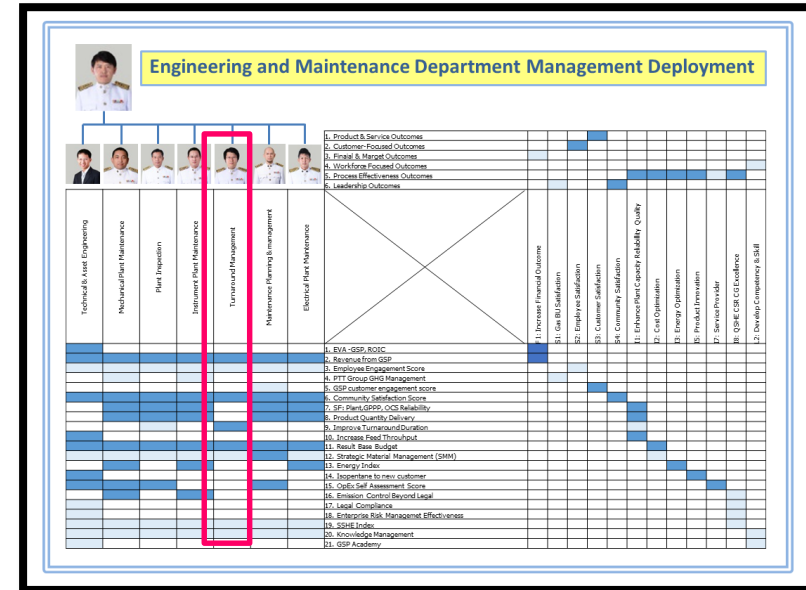 Engineering and Maintenance Department Management Deployment
1. Product & Service Outcomes
2. Customer-Focused Outcomes
3. Finaial & Marget Outcomes
4. Workforce Focused Outcomes
5. Process Effectiveness Outcomes
6. Leadership Outcomes
Technical & Asset Engineering
Mechanical Plant Maintenance
Plant Inspection
Instrument Plant Maintenance
Turnaround Management
Maintenance Planning & management
Electrical Plant Maintenance
F1: Increase Financial Outcome
S1: Gas BU Satisfaction
S2: Employee Satisfaction
S3: Customer Satisfaction
S4: Community Satisfaction
I1: Enhance Plant Capacity Reliability Quality
I2: Cost Optimization
I3: Energy Optimization
I5: Product Innovation
I7: Service Provider
I8: QSHE CSR CG Excellence
L2: Develop Competency & Skill
1. EVA -GSP, ROIC
2. Revenue from GSP
3. Employee Engagement Score
4. PTT Group GHG Management
5. GSP customer engagement score
6. Community Satisfaction Score
7. SF: Plant,GPPP, OCS Reliability
8. Product Quantity Delivery
9. Improve Turnaround Duration
10. Increase Feed Throuhput
11. Result Base Budget
12. Strategic Material Management (SMM)
13. Energy Index
14. Isopentane to new customer
15. OpEx Self Assessment Score
16. Emission Control Beyond Legal
17. Legal Compliance
18. Enterprise Risk Managemet Effectiveness
19. SSHE Index
20. Knowledge Management
21. GSP Academy